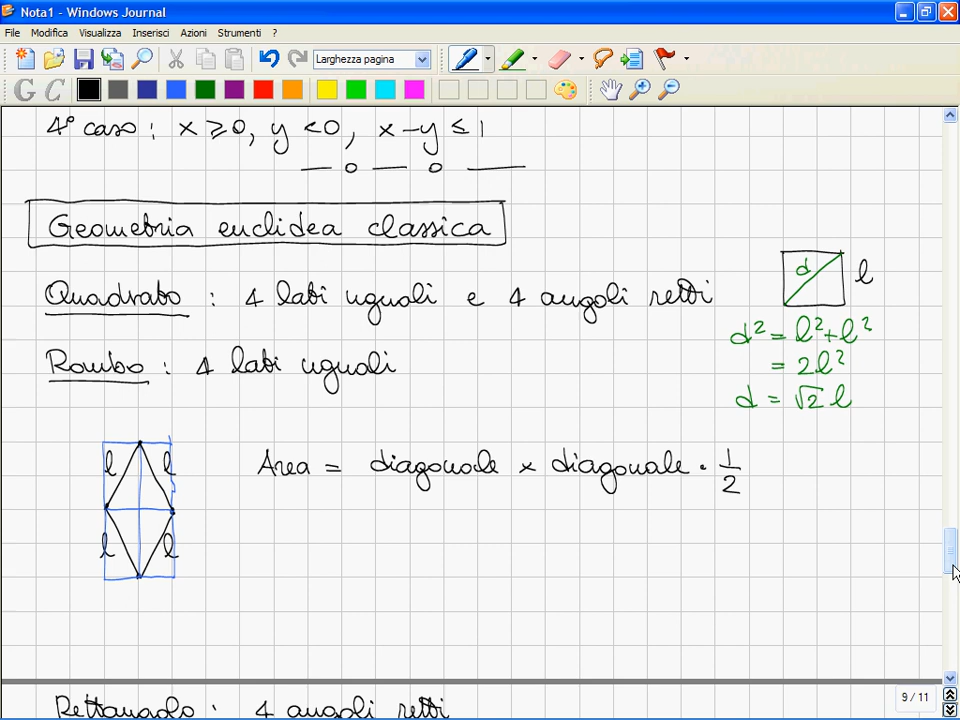 Nota1 - Windows Journal
File Modifica Visualizza Inserisci Azioni Strumenti ?
Larghezza pagina
G C
4° caso : x ≥ 0, y < 0, x - y ≤ 1
Geometria euclidea classica
Quadrato : 4 lati uguali e 4 angoli retti
d l
d² = l² + l²
= 2l²
d = √2 l
Rombo : 4 lati uguali
l l
l l
Area = diagonale × diagonale · 1/2
9 / 11
Rettangolo : 4 angoli retti